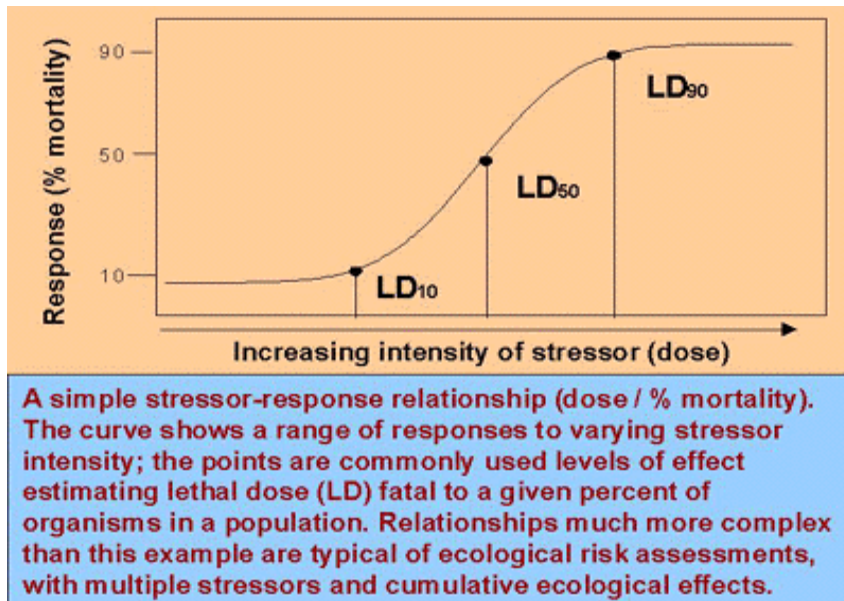 Response (% mortality)
90
50
10
LD90
LD50
LD10
Increasing intensity of stressor (dose)
A simple stressor-response relationship (dose / % mortality).
The curve shows a range of responses to varying stressor
intensity; the points are commonly used levels of effect
estimating lethal dose (LD) fatal to a given percent of
organisms in a population. Relationships much more complex
than this example are typical of ecological risk assessments,
with multiple stressors and cumulative ecological effects.